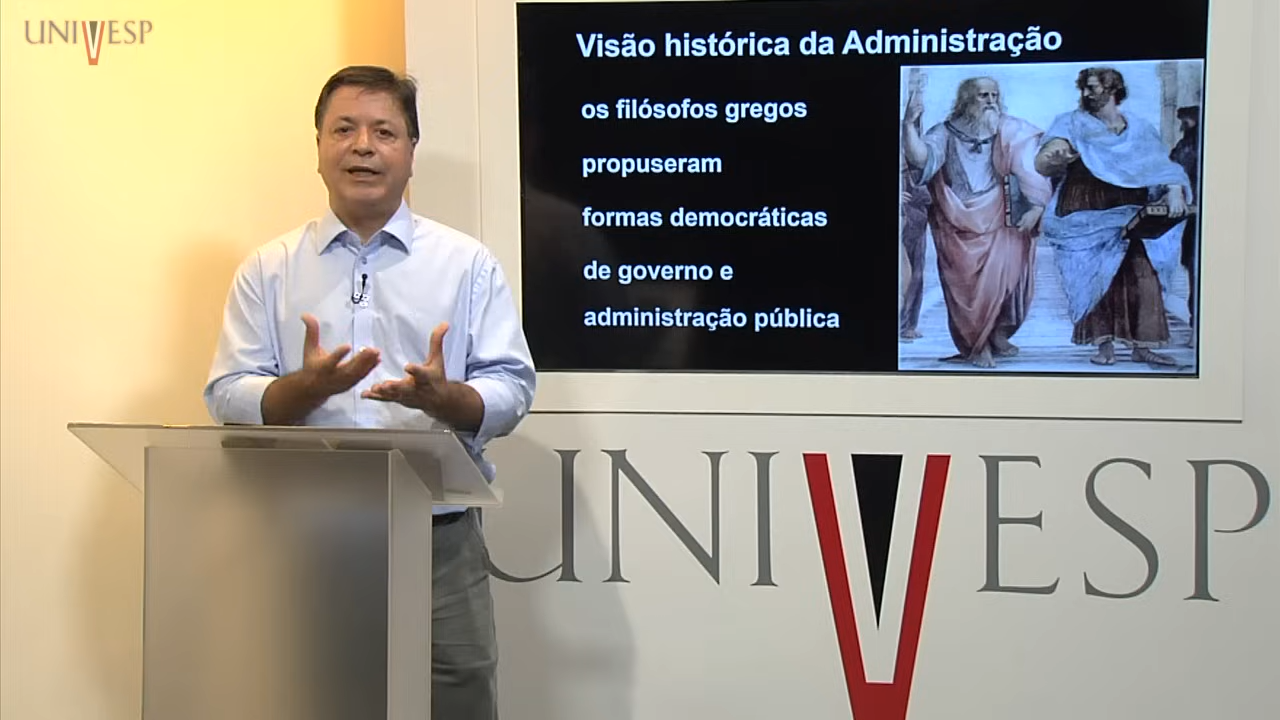 UNIVESP
Visão histórica da Administração
os filósofos gregos
propuseram
formas democráticas
de governo e
administração pública
UNIVESP